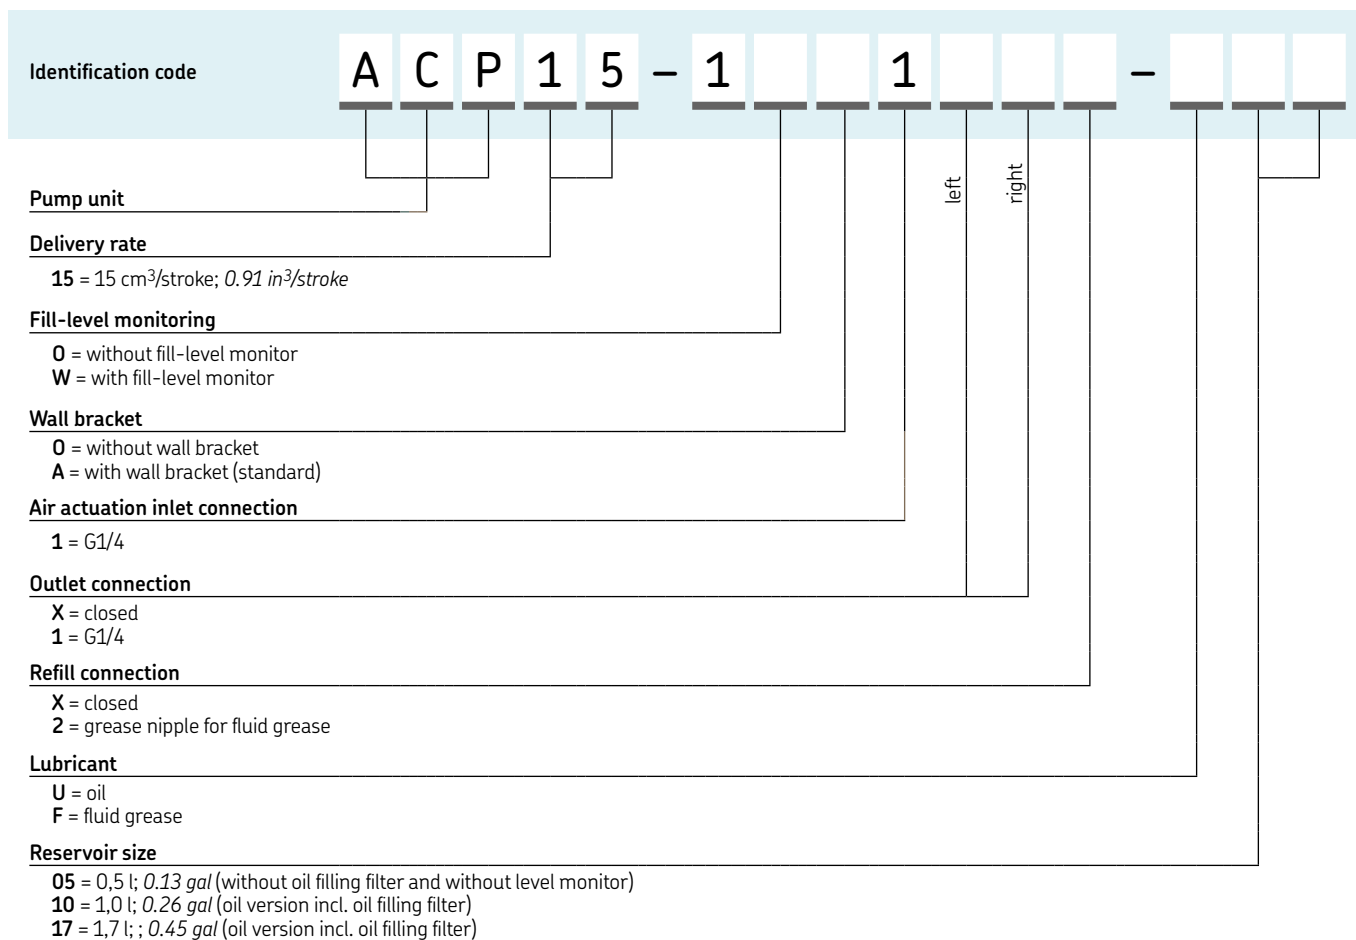 Identification code A C P 1 5 – 1 1 –
left
right
Pump unit
Delivery rate
15 = 15 cm³/stroke; 0.91 in³/stroke
Fill-level monitoring
0 = without fill-level monitor
W = with fill-level monitor
Wall bracket
0 = without wall bracket
A = with wall bracket (standard)
Air actuation inlet connection
1 = G1/4
Outlet connection
X = closed
1 = G1/4
Refill connection
X = closed
2 = grease nipple for fluid grease
Lubricant
U = oil
F = fluid grease
Reservoir size
05 = 0,5 l; 0.13 gal (without oil filling filter and without level monitor)
10 = 1,0 l; 0.26 gal (oil version incl. oil filling filter)
17 = 1,7 l; ; 0.45 gal (oil version incl. oil filling filter)